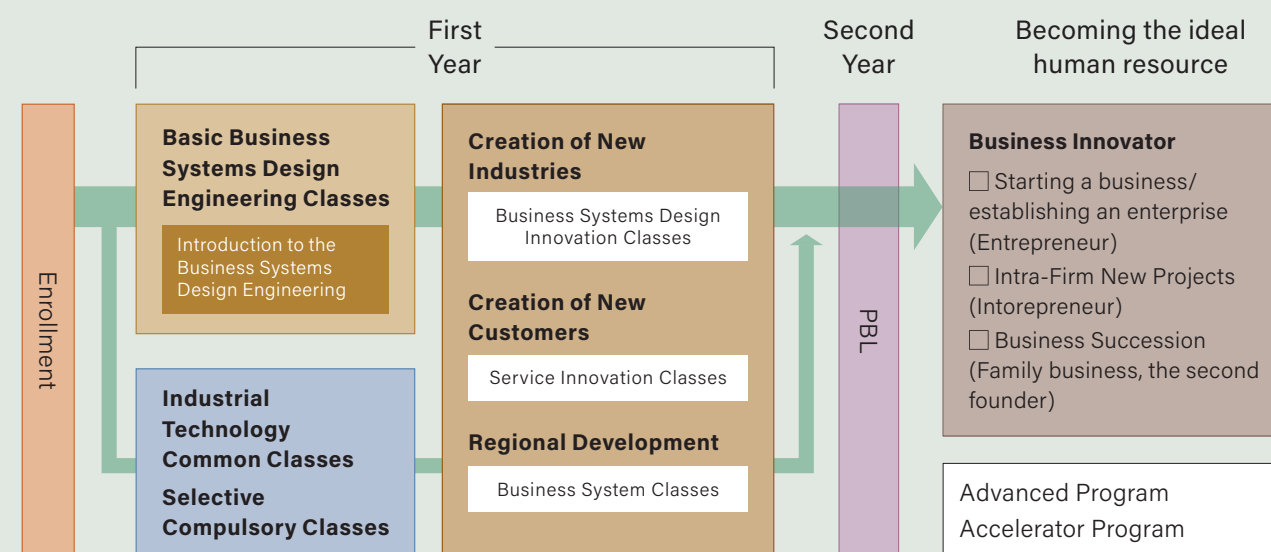 First
Year
Second
Year
Becoming the ideal
human resource
Enrollment
Basic Business
Systems Design
Engineering Classes
Introduction to the
Business Systems
Design Engineering
Industrial
Technology
Common Classes
Selective
Compulsory Classes
Creation of New
Industries
Business Systems Design
Innovation Classes
Creation of New
Customers
Service Innovation Classes
Regional Development
Business System Classes
PBL
Business Innovator
☐ Starting a business/
establishing an enterprise
(Entrepreneur)
☐ Intra-Firm New Projects
(Intorepreneur)
☐ Business Succession
(Family business, the second
founder)
Advanced Program
Accelerator Program